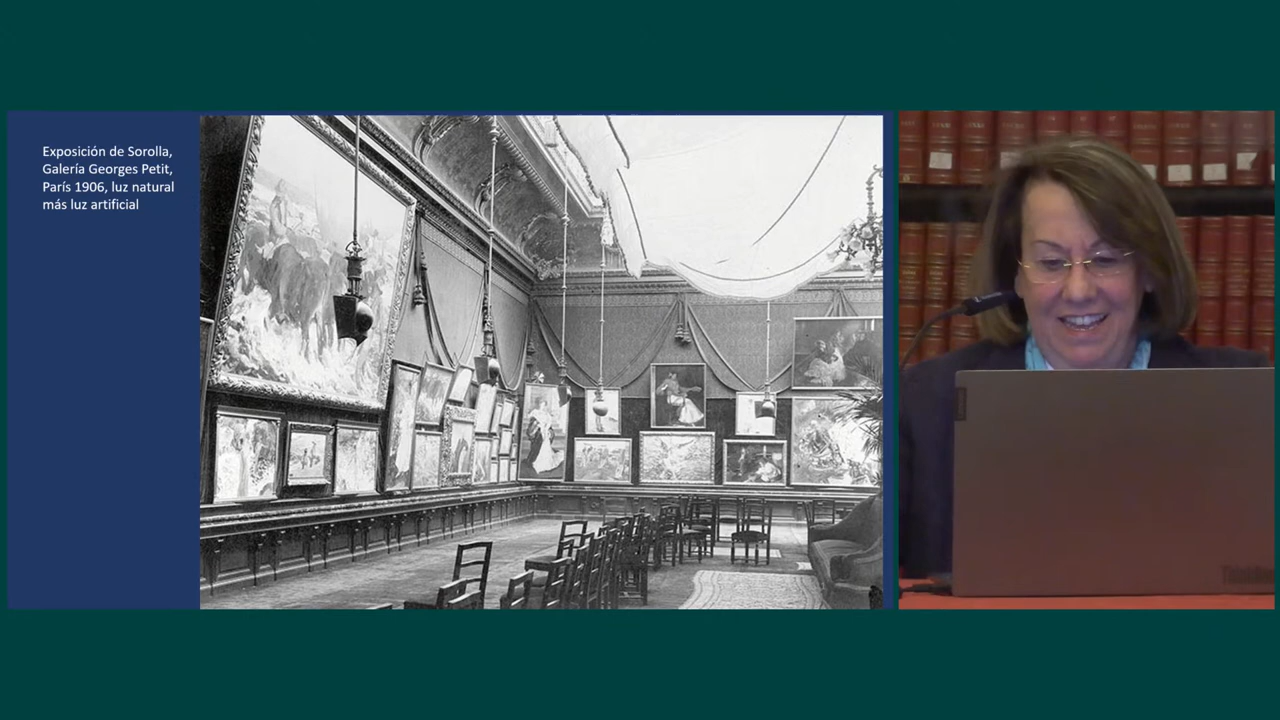 Exposición de Sorolla,
Galería Georges Petit,
París 1906, luz natural
más luz artificial